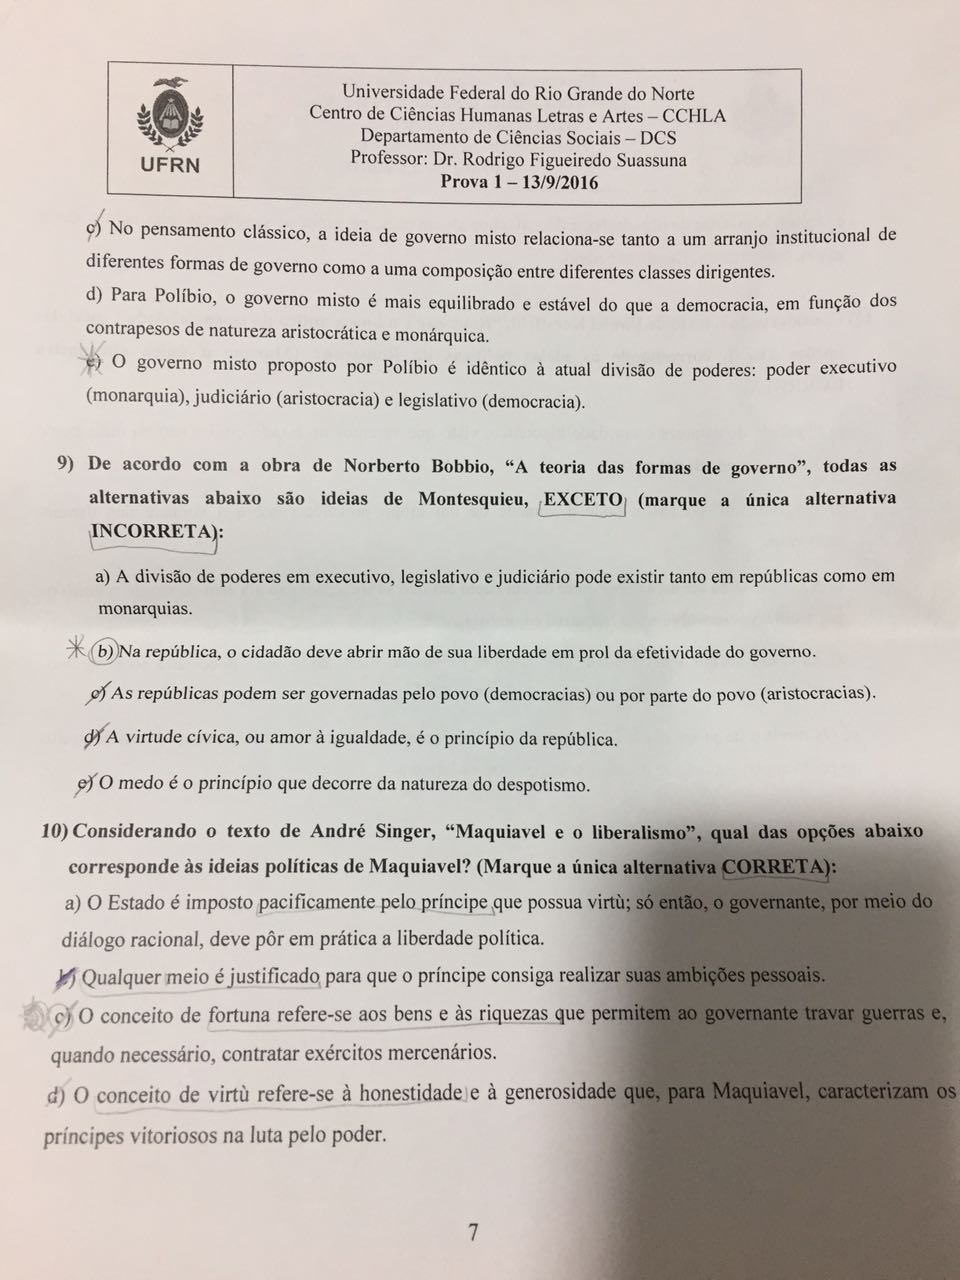 UFRN
Universidade Federal do Rio Grande do Norte
Centro de Ciências Humanas Letras e Artes – CCHLA
Departamento de Ciências Sociais – DCS
Professor: Dr. Rodrigo Figueiredo Suassuna
Prova 1 – 13/9/2016
c) No pensamento clássico, a ideia de governo misto relaciona-se tanto a um arranjo institucional de
diferentes formas de governo como a uma composição entre diferentes classes dirigentes.
d) Para Políbio, o governo misto é mais equilibrado e estável do que a democracia, em função dos
contrapesos de natureza aristocrática e monárquica.
e) O governo misto proposto por Políbio é idêntico à atual divisão de poderes: poder executivo
(monarquia), judiciário (aristocracia) e legislativo (democracia).
9) De acordo com a obra de Norberto Bobbio, “A teoria das formas de governo”, todas as
alternativas abaixo são ideias de Montesquieu, EXCETO (marque a única alternativa
INCORRETA):
a) A divisão de poderes em executivo, legislativo e judiciário pode existir tanto em repúblicas como em
monarquias.
b) Na república, o cidadão deve abrir mão de sua liberdade em prol da efetividade do governo.
c) As repúblicas podem ser governadas pelo povo (democracias) ou por parte do povo (aristocracias).
d) A virtude cívica, ou amor à igualdade, é o princípio da república.
e) O medo é o princípio que decorre da natureza do despotismo.
10) Considerando o texto de André Singer, “Maquiavel e o liberalismo”, qual das opções abaixo
corresponde às ideias políticas de Maquiavel? (Marque a única alternativa CORRETA):
a) O Estado é imposto pacificamente pelo príncipe que possua virtù; só então, o governante, por meio do
diálogo racional, deve pôr em prática a liberdade política.
b) Qualquer meio é justificado para que o príncipe consiga realizar suas ambições pessoais.
c) O conceito de fortuna refere-se aos bens e às riquezas que permitem ao governante travar guerras e,
quando necessário, contratar exércitos mercenários.
d) O conceito de virtù refere-se à honestidade e à generosidade que, para Maquiavel, caracterizam os
príncipes vitoriosos na luta pelo poder.
7